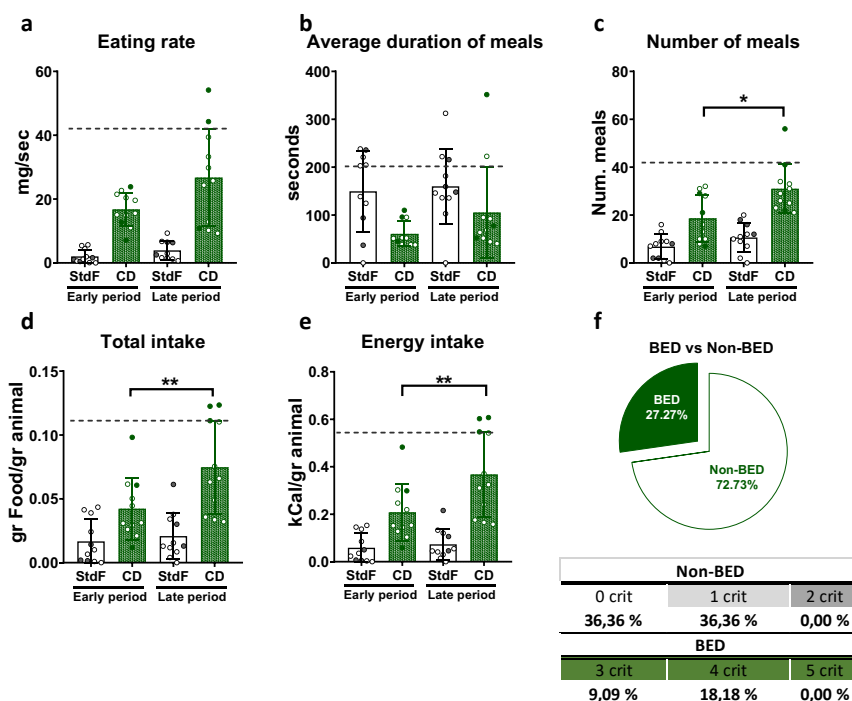 a
Eating rate
60
40
20
0
mg/sec
StdF CD StdF CD
Early period Late period
b
Average duration of meals
400
300
200
100
0
seconds
StdF CD StdF CD
Early period Late period
c
Number of meals
80
60
40
20
0
Num. meals
*
StdF CD StdF CD
Early period Late period
d
Total intake
0.15
0.10
0.05
0.00
gr Food/gr animal
**
StdF CD StdF CD
Early period Late period
e
Energy intake
0.8
0.6
0.4
0.2
0.0
kCal/gr animal
**
StdF CD StdF CD
Early period Late period
f
BED vs Non-BED
BED
27.27%
Non-BED
72.73%
Non-BED
0 crit 1 crit 2 crit
36,36 % 36,36 % 0,00 %
BED
3 crit 4 crit 5 crit
9,09 % 18,18 % 0,00 %